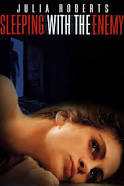 JULIA ROBERTS
SLEEPING WITH THE ENEMY